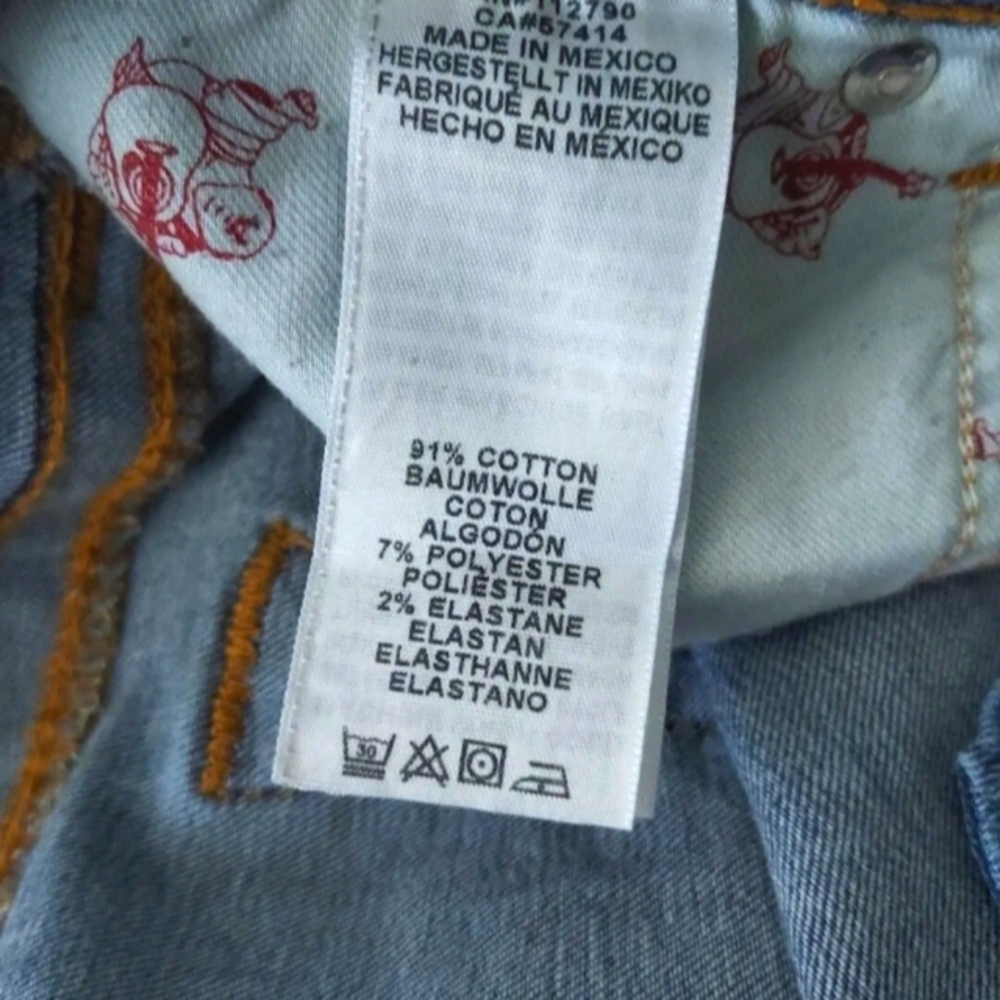 112790
CA#57414
MADE IN MEXICO
HERGESTELLT IN MEXIKO
FABRIQUÉ AU MEXIQUE
HECHO EN MÉXICO
91% COTTON
BAUMWOLLE
COTON
ALGODÓN
7% POLYESTER
POLIÉSTER
2% ELASTANE
ELASTAN
ELASTHANNE
ELASTANO
30